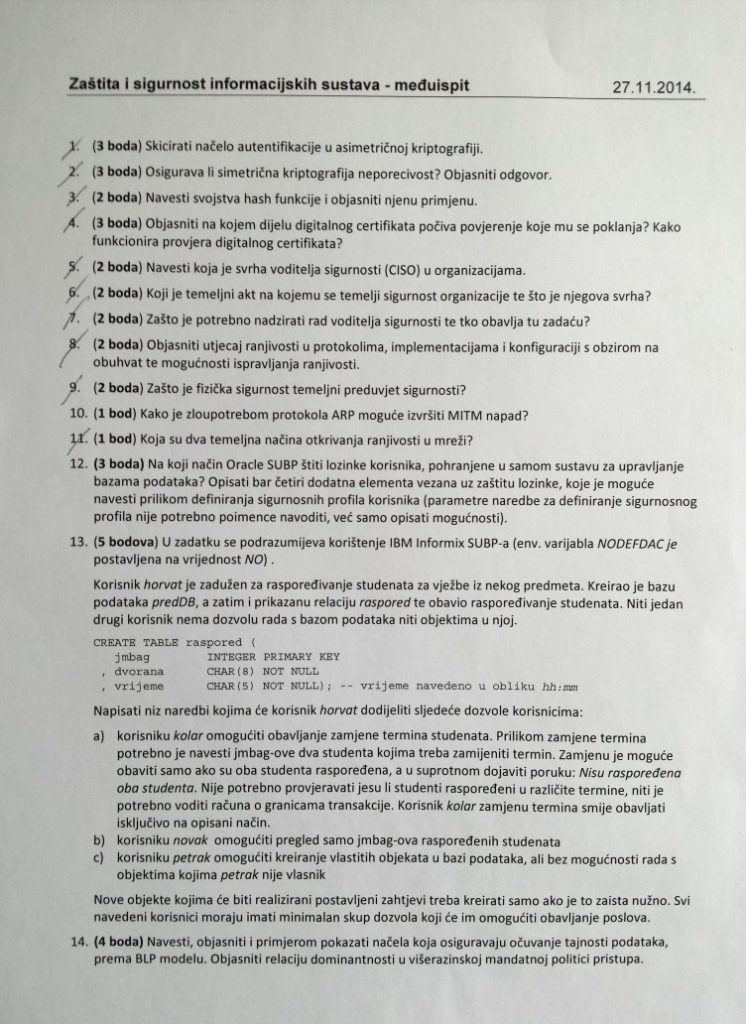 Zaštita i sigurnost informacijskih sustava - međuispit 27.11.2014.
1. (3 boda) Skicirati načelo autentifikacije u asimetričnoj kriptografiji.
2. (3 boda) Osigurava li simetrična kriptografija neporecivost? Objasniti odgovor.
3. (2 boda) Navesti svojstva hash funkcije i objasniti njenu primjenu.
4. (3 boda) Objasniti na kojem dijelu digitalnog certifikata počiva povjerenje koje mu se poklanja? Kako
funkcionira provjera digitalnog certifikata?
5. (2 boda) Navesti koja je svrha voditelja sigurnosti (CISO) u organizacijama.
6. (2 boda) Koji je temeljni akt na kojemu se temelji sigurnost organizacije te što je njegova svrha?
7. (2 boda) Zašto je potrebno nadzirati rad voditelja sigurnosti te tko obavlja tu zadaću?
8. (2 boda) Objasniti utjecaj ranjivosti u protokolima, implementacijama i konfiguraciji s obzirom na
obuhvat te mogućnosti ispravljanja ranjivosti.
9. (2 boda) Zašto je fizička sigurnost temeljni preduvjet sigurnosti?
10. (1 bod) Kako je zloupotrebom protokola ARP moguće izvršiti MITM napad?
11. (1 bod) Koja su dva temeljna načina otkrivanja ranjivosti u mreži?
12. (3 boda) Na koji način Oracle SUBP štiti lozinke korisnika, pohranjene u samom sustavu za upravljanje
bazama podataka? Opisati bar četiri dodatna elementa vezana uz zaštitu lozinke, koje je moguće
navesti prilikom definiranja sigurnosnih profila korisnika (parametre naredbe za definiranje sigurnosnog
profila nije potrebno poimence navoditi, već samo opisati mogućnosti).
13. (5 bodova) U zadatku se podrazumijeva korištenje IBM Informix SUBP-a (env. varijabla NODEFDAC je
postavljena na vrijednost NO) .
Korisnik horvat je zadužen za raspoređivanje studenata za vježbe iz nekog predmeta. Kreirao je bazu
podataka predDB, a zatim i prikazanu relaciju raspored te obavio raspoređivanje studenata. Niti jedan
drugi korisnik nema dozvolu rada s bazom podataka niti objektima u njoj.
CREATE TABLE raspored (
jmbag INTEGER PRIMARY KEY
, dvorana CHAR(8) NOT NULL
, vrijeme CHAR(5) NOT NULL); -- vrijeme navedeno u obliku hh:mm
Napisati niz naredbi kojima će korisnik horvat dodijeliti sljedeće dozvole korisnicima:
a) korisniku kolar omogućiti obavljanje zamjene termina studenata. Prilikom zamjene termina
potrebno je navesti jmbag-ove dva studenta kojima treba zamijeniti termin. Zamjenu je moguće
obaviti samo ako su oba studenta raspoređena, a u suprotnom dojaviti poruku: Nisu raspoređena
oba studenta. Nije potrebno provjeravati jesu li studenti raspoređeni u različite termine, niti je
potrebno voditi računa o granicama transakcije. Korisnik kolar zamjenu termina smije obavljati
isključivo na opisani način.
b) korisniku novak omogućiti pregled samo jmbag-ova raspoređenih studenata
c) korisniku petrak omogućiti kreiranje vlastitih objekata u bazi podataka, ali bez mogućnosti rada s
objektima kojima petrak nije vlasnik
Nove objekte kojima će biti realizirani postavljeni zahtjevi treba kreirati samo ako je to zaista nužno. Svi
navedeni korisnici moraju imati minimalan skup dozvola koji će im omogućiti obavljanje poslova.
14. (4 boda) Navesti, objasniti i primjerom pokazati načela koja osiguravaju očuvanje tajnosti podataka,
prema BLP modelu. Objasniti relaciju dominantnosti u višerazinskoj mandatnoj politici pristupa.